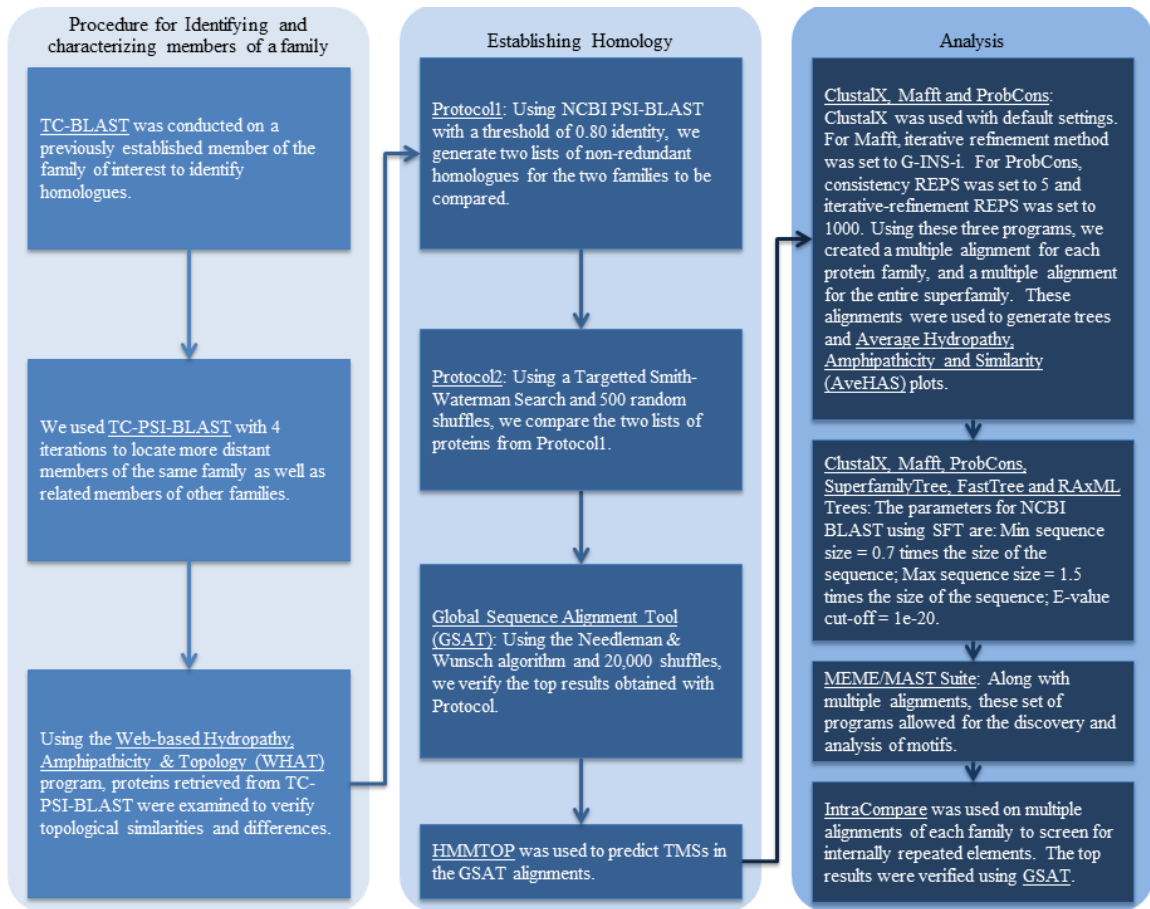 Procedure for Identifying and
characterizing members of a family
TC-BLAST was conducted on a
previously established member of the
family of interest to identify
homologues.
We used TC-PSI-BLAST with 4
iterations to locate more distant
members of the same family as well as
related members of other families.
Using the Web-based Hydropathy,
Amphipathicity & Topology (WHAT)
program, proteins retrieved from TC-
PSI-BLAST were examined to verify
topological similarities and differences.
Establishing Homology
Protocol1: Using NCBI PSI-BLAST
with a threshold of 0.80 identity, we
generate two lists of non-redundant
homologues for the two families to be
compared.
Protocol2: Using a Targetted Smith-
Waterman Search and 500 random
shuffles, we compare the two lists of
proteins from Protocol1.
Global Sequence Alignment Tool
(GSAT): Using the Needleman &
Wunsch algorithm and 20,000 shuffles,
we verify the top results obtained with
Protocol.
HMMTOP was used to predict TMSs in
the GSAT alignments.
Analysis
ClustalX, Mafft and ProbCons:
ClustalX was used with default settings.
For Mafft, iterative refinement method
was set to G-INS-i. For ProbCons,
consistency REPS was set to 5 and
iterative-refinement REPS was set to
1000. Using these three programs, we
created a multiple alignment for each
protein family, and a multiple alignment
for the entire superfamily. These
alignments were used to generate trees
and Average Hydropathy,
Amphipathicity and Similarity
(AveHAS) plots.
ClustalX, Mafft, ProbCons,
SuperfamilyTree, FastTree and RAxML
Trees: The parameters for NCBI
BLAST using SFT are: Min sequence
size = 0.7 times the size of the
sequence; Max sequence size = 1.5
times the size of the sequence; E-value
cut-off = 1e-20.
MEME/MAST Suite: Along with
multiple alignments, these set of
programs allowed for the discovery and
analysis of motifs.
IntraCompare was used on multiple
alignments of each family to screen for
internally repeated elements. The top
results were verified using GSAT.